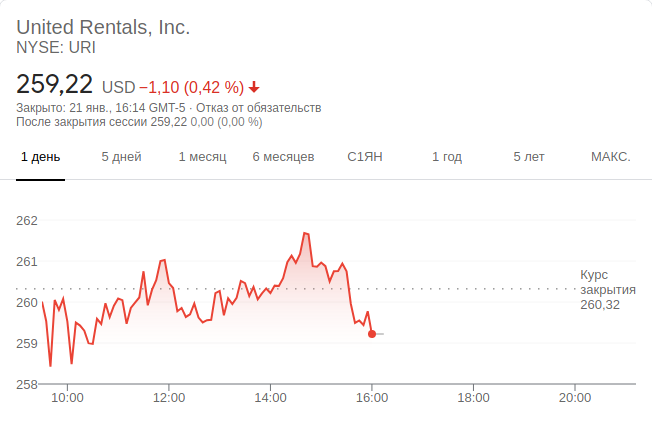 United Rentals, Inc.
NYSE: URI
259,22 USD −1,10 (0,42 %)
Закрыто: 21 янв., 16:14 GMT-5 · Отказ от обязательств
После закрытия сессии 259,22 0,00 (0,00 %)
1 день 5 дней 1 месяц 6 месяцев С1ЯН 1 год 5 лет МАКС.
262
261
260
259
258
Курс
закрытия
260,32
10:00 12:00 14:00 16:00 18:00 20:00